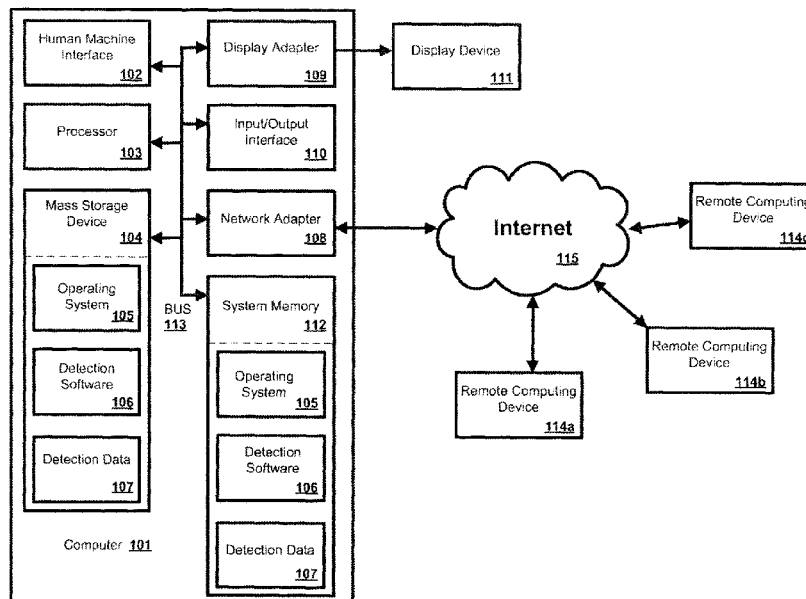 Human Machine
Interface
102
Processor
103
Mass Storage
Device
104
Operating
System
105
Detection
Software
106
Detection Data
107
Computer 101
BUS
113
Display Adapter
109
Input/Output
Interface
110
Network Adapter
108
System Memory
112
Operating
System
105
Detection
Software
106
Detection Data
107
Display Device
111
Internet
115
Remote Computing
Device
114c
Remote Computing
Device
114b
Remote Computing
Device
114a